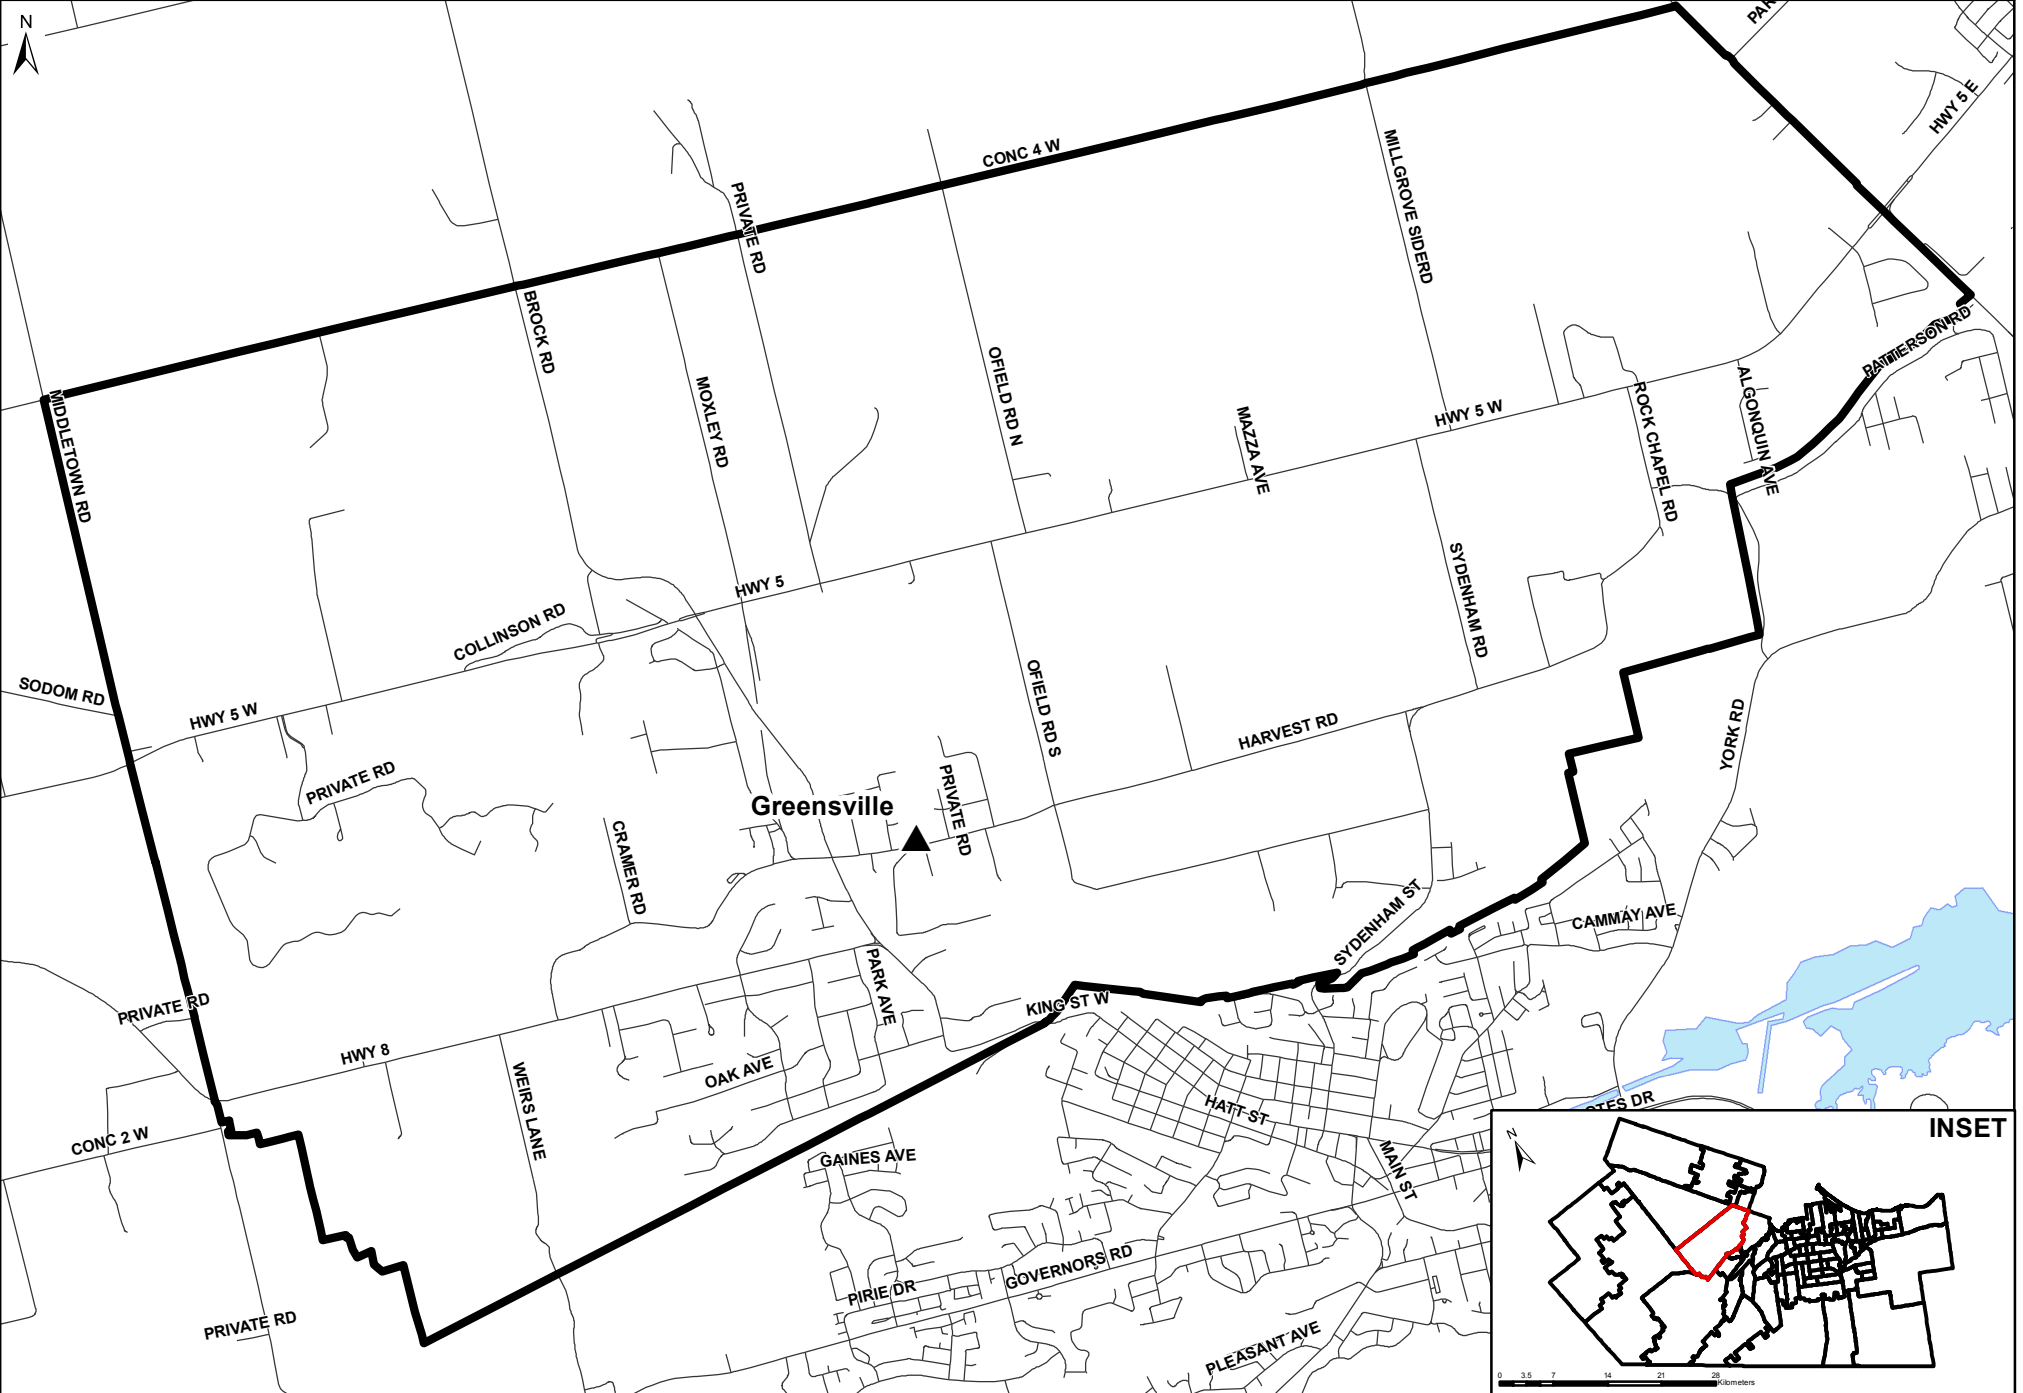 N
PAR
HWY 5 E
CONC 4 W
MILLGROVE SIDERD
PRIVATE RD
BROCK RD
PATTERSON RD
OFIELD RD N
ALGONQUIN AVE
MOXLEY RD
ROCK CHAPEL RD
MIDDLETOWN RD
HWY 5 W
MAZZA AVE
SYDENHAM RD
HWY 5
COLLINSON RD
OFIELD RD S
SODOM RD
HWY 5 W
YORK RD
HARVEST RD
PRIVATE RD
PRIVATE RD
Greensville
CRAMER RD
SYDENHAM ST
CAMMAY AVE
PARK AVE
PRIVATE RD
KING ST W
HWY 8
OAK AVE
WEIRS LANE
HATT ST
OTES DR
CONC 2 W
GAINES AVE
MAIN ST
GOVERNORS RD
PIRIE DR
PRIVATE RD
PLEASANT AVE
INSET
N
0 3.5 7 14 21 28
Kilometers